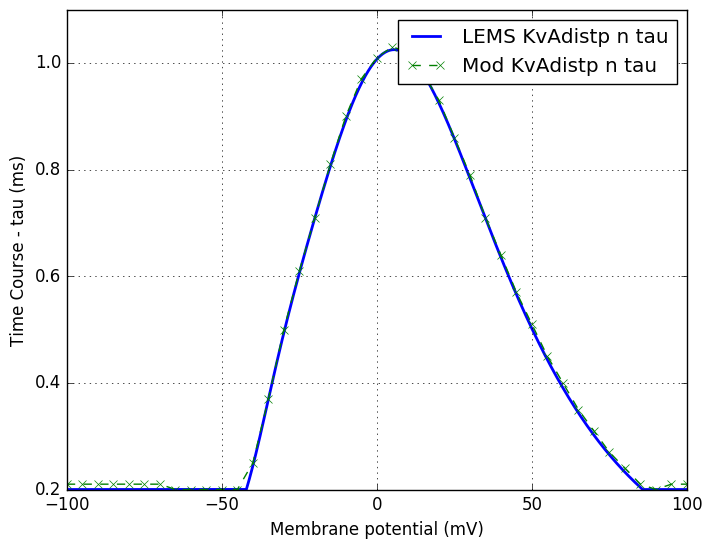 LEMS KvAdistp n tau
Mod KvAdistp n tau
Time Course - tau (ms)
1.0
0.8
0.6
0.4
0.2
−100
−50
0
50
100
Membrane potential (mV)